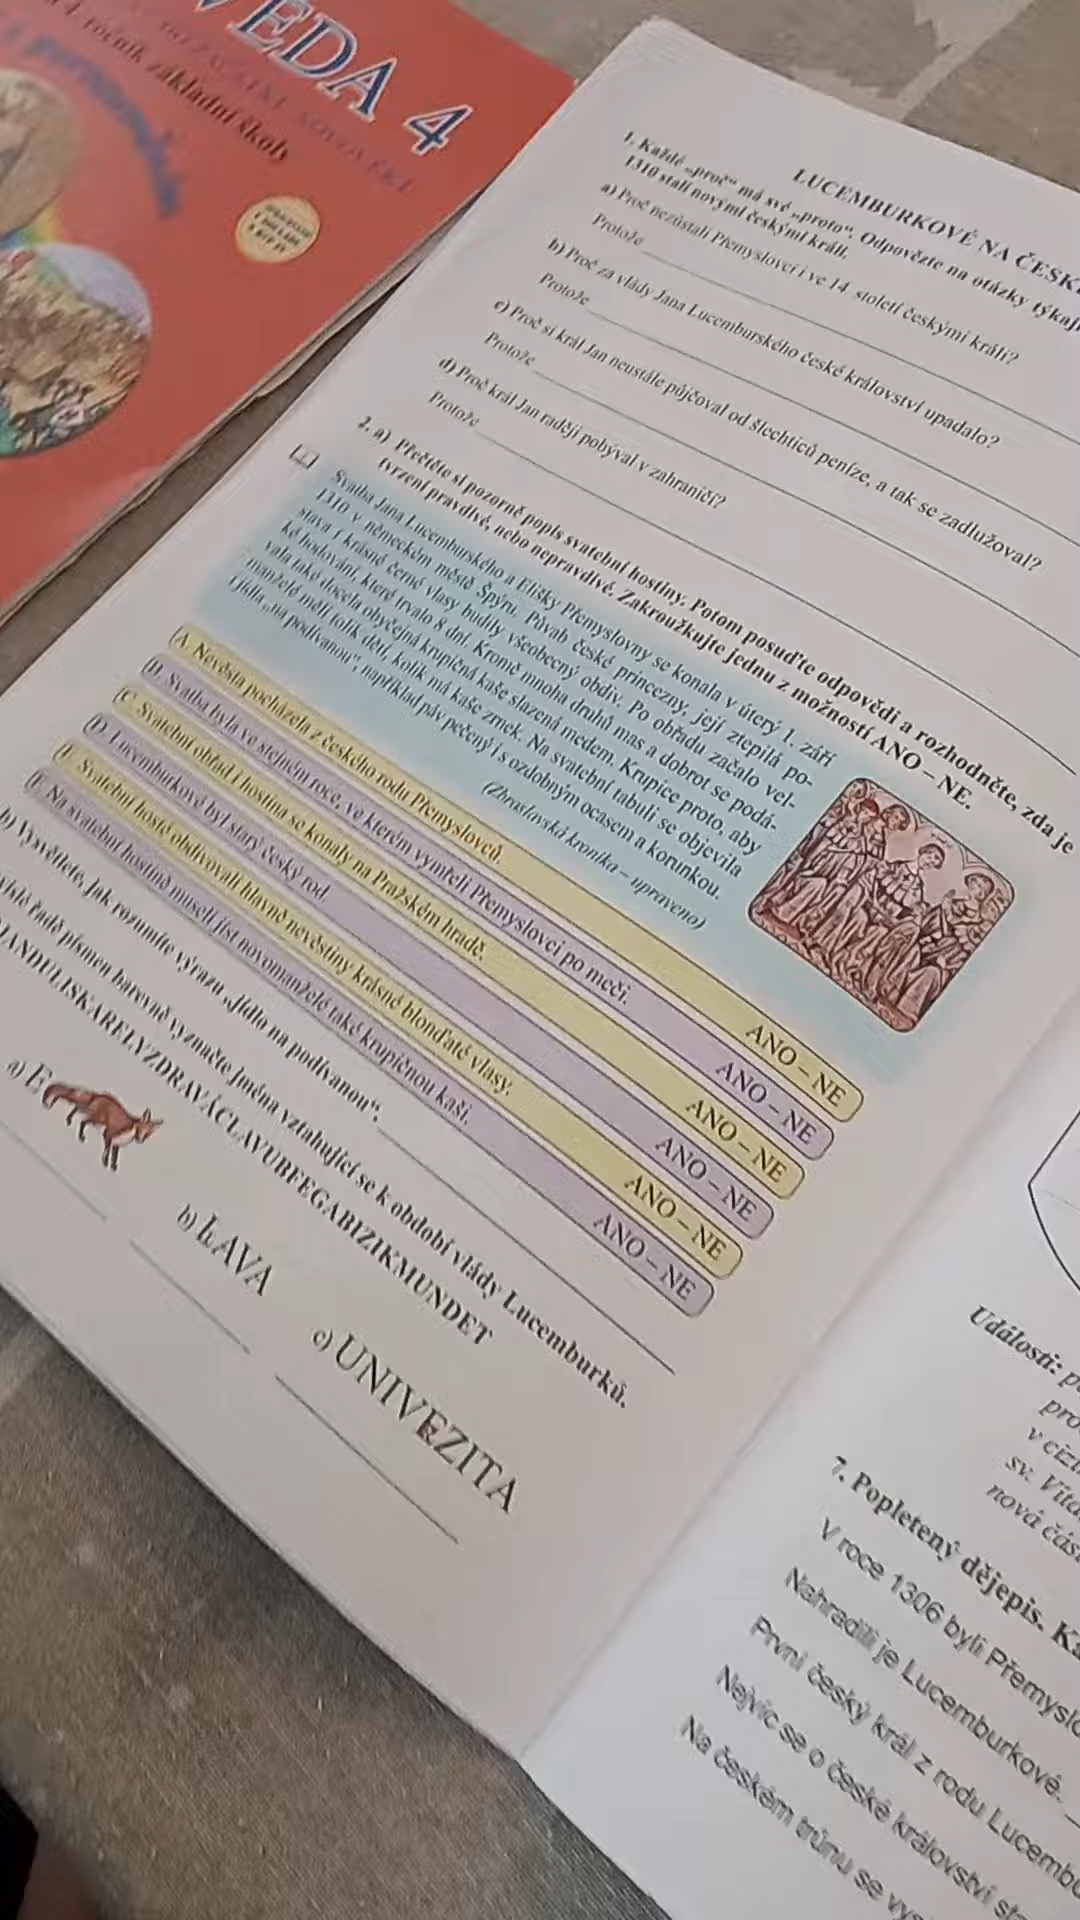 VĚDA 4
ročník základní školy
LUCEMBURKOVÉ NA ČESK
1. Každé „proč“ má své „proto“. Odpovězte na otázky týkaj
1310 stali novými českými králi.
a) Proč nezůstali Přemyslovci i ve 14. století českými králi?
Protože
b) Proč za vlády Jana Lucemburského české království upadalo?
Protože
c) Proč si král Jan neustále půjčoval od šlechticů peníze, a tak se zadlužoval?
Protože
d) Proč král Jan raději pobýval v zahraničí?
Protože
2. a) Přečtěte si pozorně popis svatební hostiny. Potom posuďte odpovědi a rozhodněte, zda je
tvrzení pravdivé, nebo nepravdivé. Zakroužkujte jednu z možností ANO – NE.
Svatba Jana Lucemburského a Elišky Přemyslovny se konala v úterý 1. září
1310 v německém městě Špýru. Půvab české princezny, její ztepilá po-
stava i krásné černé vlasy budily všeobecný obdiv. Po obřadu začalo vel-
ké hodování, které trvalo 8 dní. Kromě mnoha druhů mas a dobrot se podá-
vala také docela obyčejná krupičná kaše slazená medem. Krupice proto, aby
manželé měli tolik dětí, kolik má kaše zrnek. Na svatební tabuli se objevila
i jídla „na podívanou“, například páv pečený i s ozdobným ocasem a korunkou.
(Zbraslavská kronika – upraveno)
A. Nevěsta pocházela z českého rodu Přemyslovců. ANO – NE
B. Svatba byla ve stejném roce, ve kterém vymřeli Přemyslovci po meči. ANO – NE
C. Svatební obřad i hostina se konaly na Pražském hradě. ANO – NE
D. Lucemburkové byl starý český rod. ANO – NE
E. Svatební hosté obdivovali hlavně nevěstiny krásné blonďaté vlasy. ANO – NE
F. Na svatební hostině museli jíst novomanželé také krupičnou kaši. ANO – NE
b) Vysvětlete, jak rozumíte výrazu „jídlo na podívanou“.
řadě písmen barevně vyznačte jména vztahující se k období vlády Lucemburků.
JANDULISKARELYZDRAVÁCLAVUBFEGABIZIKMUNDET
a) E
b) LAVA
c) UNIVEZITA
Události: p
pro
v ciz
sv. Víta
nová čás
7. Popletený dějepis. Ka
V roce 1306 byli Přemyslo
Nahradili je Lucemburkové.
První český král z rodu Lucembu
Nejvíc se o české království sta
Na českém trůnu se vys